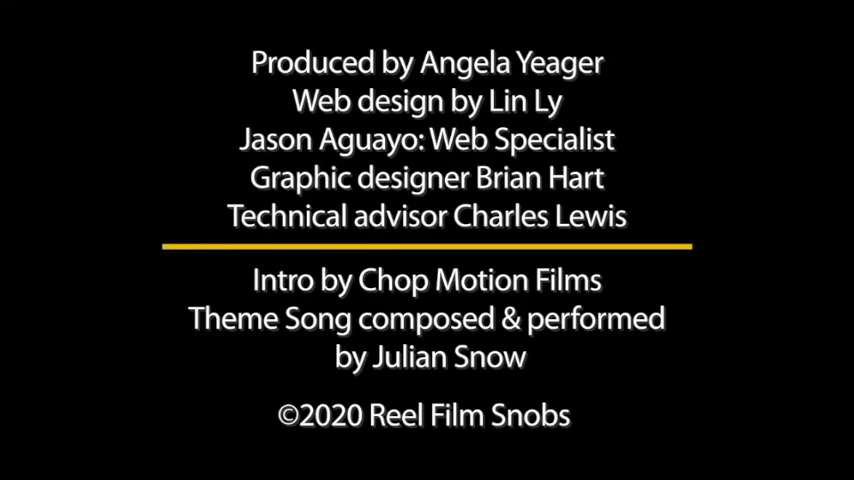 Produced by Angela Yeager
Web design by Lin Ly
Jason Aguayo: Web Specialist
Graphic designer Brian Hart
Technical advisor Charles Lewis
Intro by Chop Motion Films
Theme Song composed & performed
by Julian Snow
©2020 Reel Film Snobs